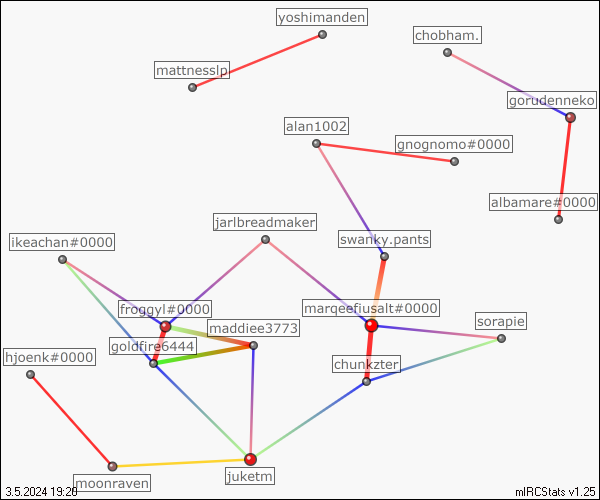 yoshimanden
chobham.
mattnesslp
gorudenneko
alan1002
gnognomo#0000
albamare#0000
jarlbreadmaker
ikeachan#0000
swanky.pants
froggyl#0000
marqeefiusalt#0000
maddiee3773
sorapie
goldfire6444
hjoenk#0000
chunkzter
juketm
moonraven
3.5.2024 19:20
mIRCStats v1.25